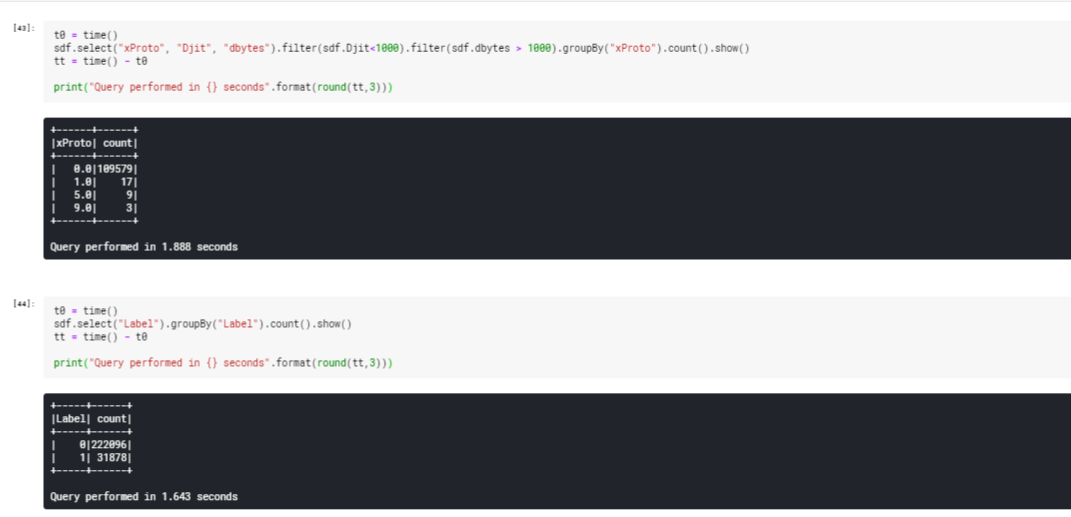 [43]:
t0 = time()
sdf.select("xProto", "Djit", "dbytes").filter(sdf.Djit<1000).filter(sdf.dbytes > 1000).groupBy("xProto").count().show()
tt = time() - t0
print("Query performed in {} seconds".format(round(tt,3)))
+------+------+
|xProto| count|
+------+------+
|   0.0|109579|
|   1.0|    17|
|   5.0|     9|
|   9.0|     3|
+------+------+
Query performed in 1.888 seconds
[44]:
t0 = time()
sdf.select("Label").groupBy("Label").count().show()
tt = time() - t0
print("Query performed in {} seconds".format(round(tt,3)))
+-----+------+
|Label| count|
+-----+------+
|    0|222096|
|    1| 31878|
+-----+------+
Query performed in 1.643 seconds